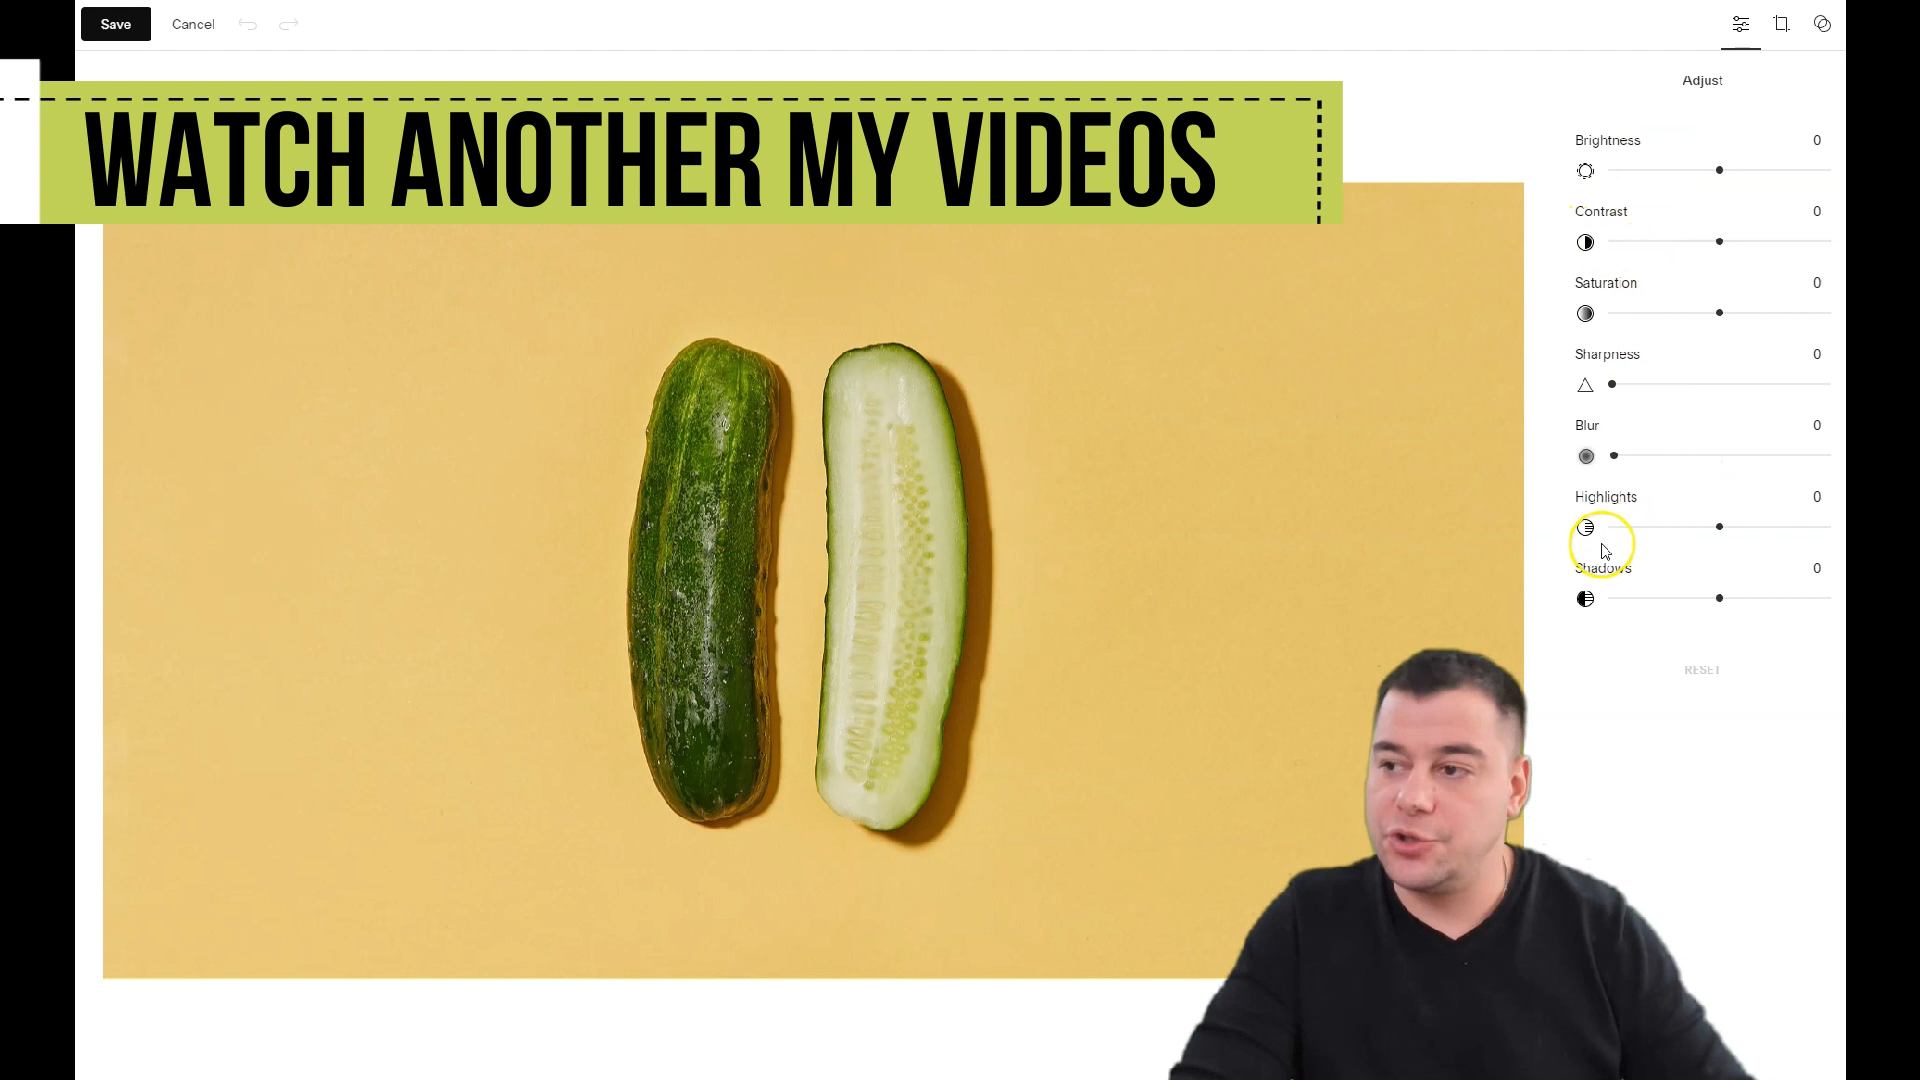 Save Cancel
Adjust
WATCH ANOTHER MY VIDEOS
Brightness 0
Contrast 0
Saturation 0
Sharpness 0
Blur 0
Highlights 0
Shadows 0
RESET